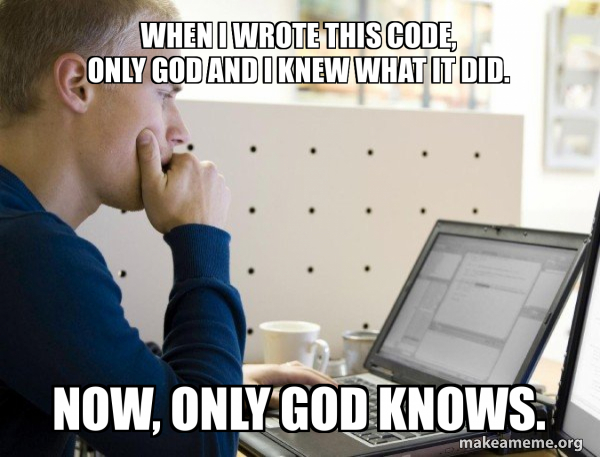 WHEN I WROTE THIS CODE,
ONLY GOD AND I KNEW WHAT IT DID.
NOW, ONLY GOD KNOWS.
makeameme.org